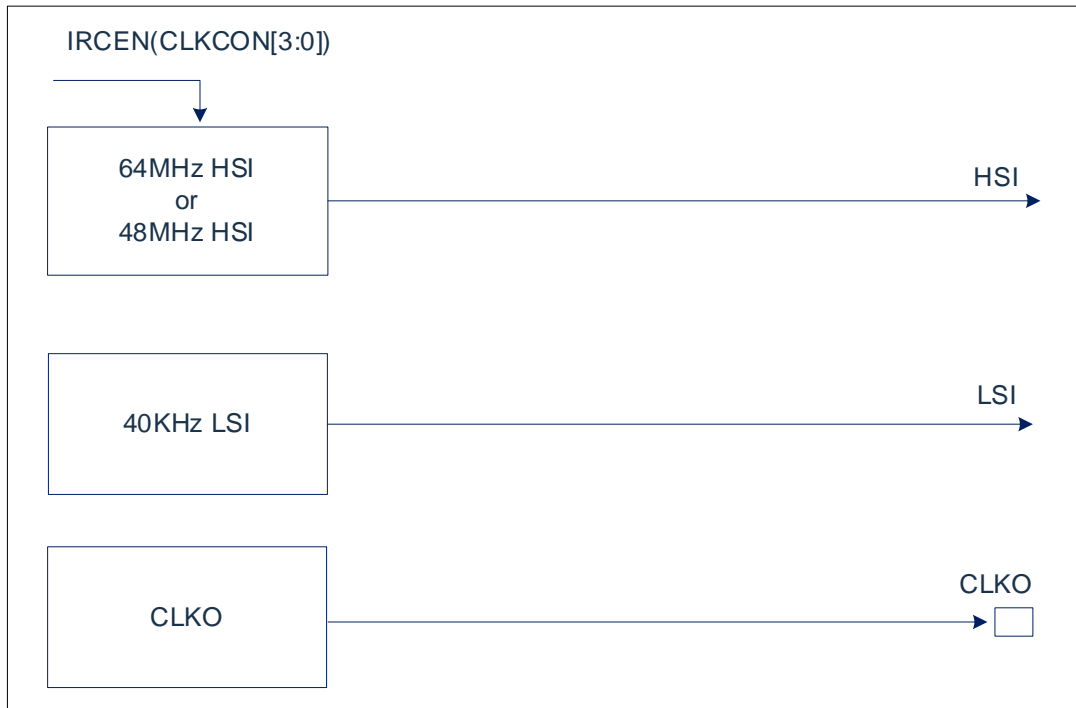 IRCEN(CLKCON[3:0])
64MHz HSI
or
48MHz HSI
HSI
40KHz LSI
LSI
CLKO
CLKO